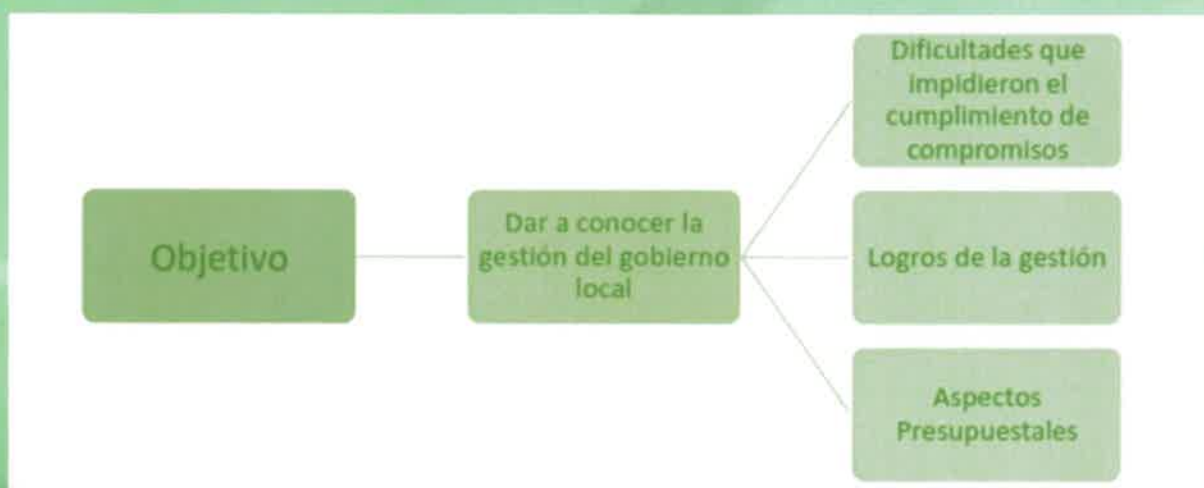 Objetivo
Dar a conocer la
gestión del gobierno
local
Dificultades que
impidieron el
cumplimiento de
compromisos
Logros de la gestión
Aspectos
Presupuestales